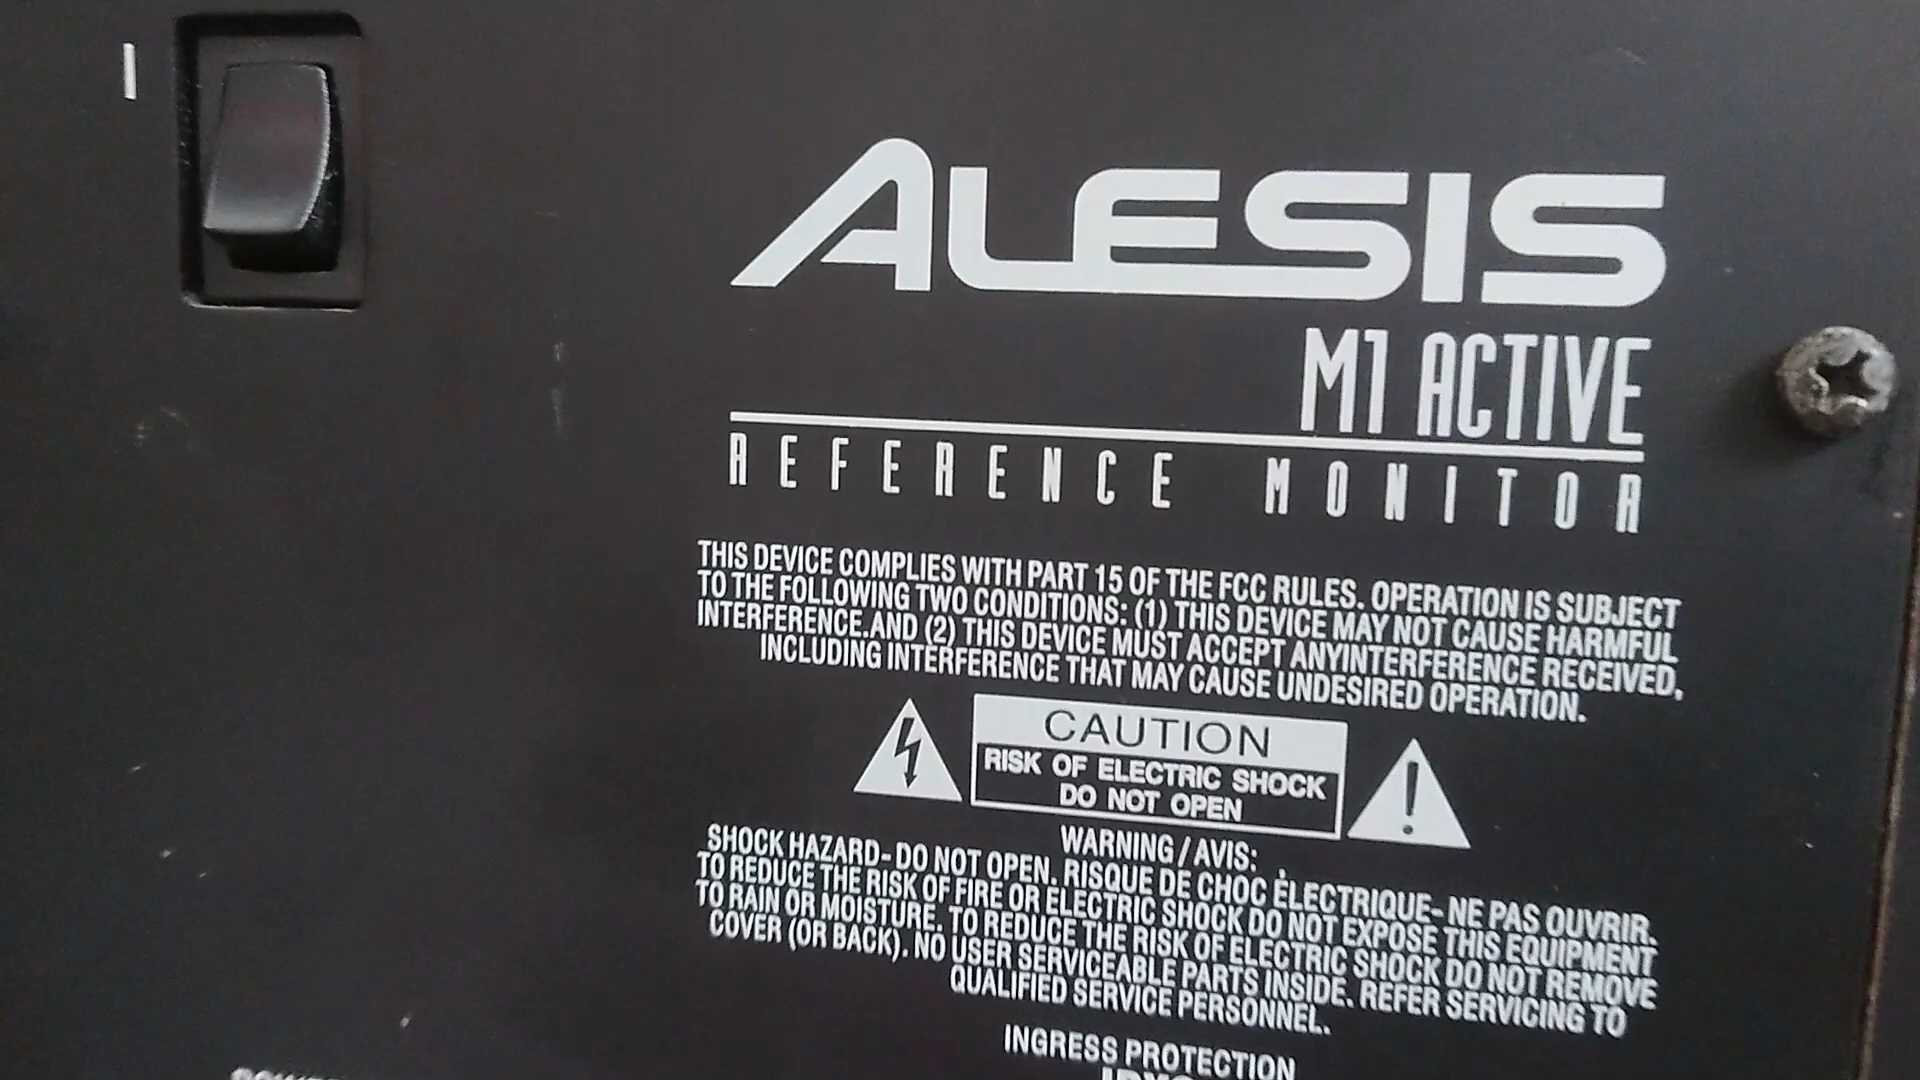 I
ALESIS
M1 ACTIVE
REFERENCE MONITOR
THIS DEVICE COMPLIES WITH PART 15 OF THE FCC RULES. OPERATION IS SUBJECT
TO THE FOLLOWING TWO CONDITIONS: (1) THIS DEVICE MAY NOT CAUSE HARMFUL
INTERFERENCE.AND (2) THIS DEVICE MUST ACCEPT ANYINTERFERENCE RECEIVED,
INCLUDING INTERFERENCE THAT MAY CAUSE UNDESIRED OPERATION.
CAUTION
RISK OF ELECTRIC SHOCK
DO NOT OPEN
!
WARNING / AVIS:
SHOCK HAZARD- DO NOT OPEN. RISQUE DE CHOC ÉLECTRIQUE- NE PAS OUVRIR.
TO REDUCE THE RISK OF FIRE OR ELECTRIC SHOCK DO NOT EXPOSE THIS EQUIPMENT
TO RAIN OR MOISTURE. TO REDUCE THE RISK OF ELECTRIC SHOCK DO NOT REMOVE
COVER (OR BACK). NO USER SERVICEABLE PARTS INSIDE. REFER SERVICING TO
QUALIFIED SERVICE PERSONNEL.
INGRESS PROTECTION